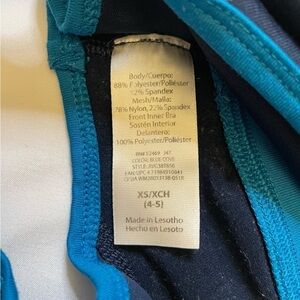 Body/Cuerpo:
88% Polyester/Poliéster
12% Spandex
Mesh/Malla:
78% Nylon, 22% Spandex
Front Inner Bra
Sostén Interior
Delantero:
100% Polyester/Poliéster
COLOR: BLUE COVE
XS/XCH
(4-5)
Made in Lesotho
Hecho en Lesoto